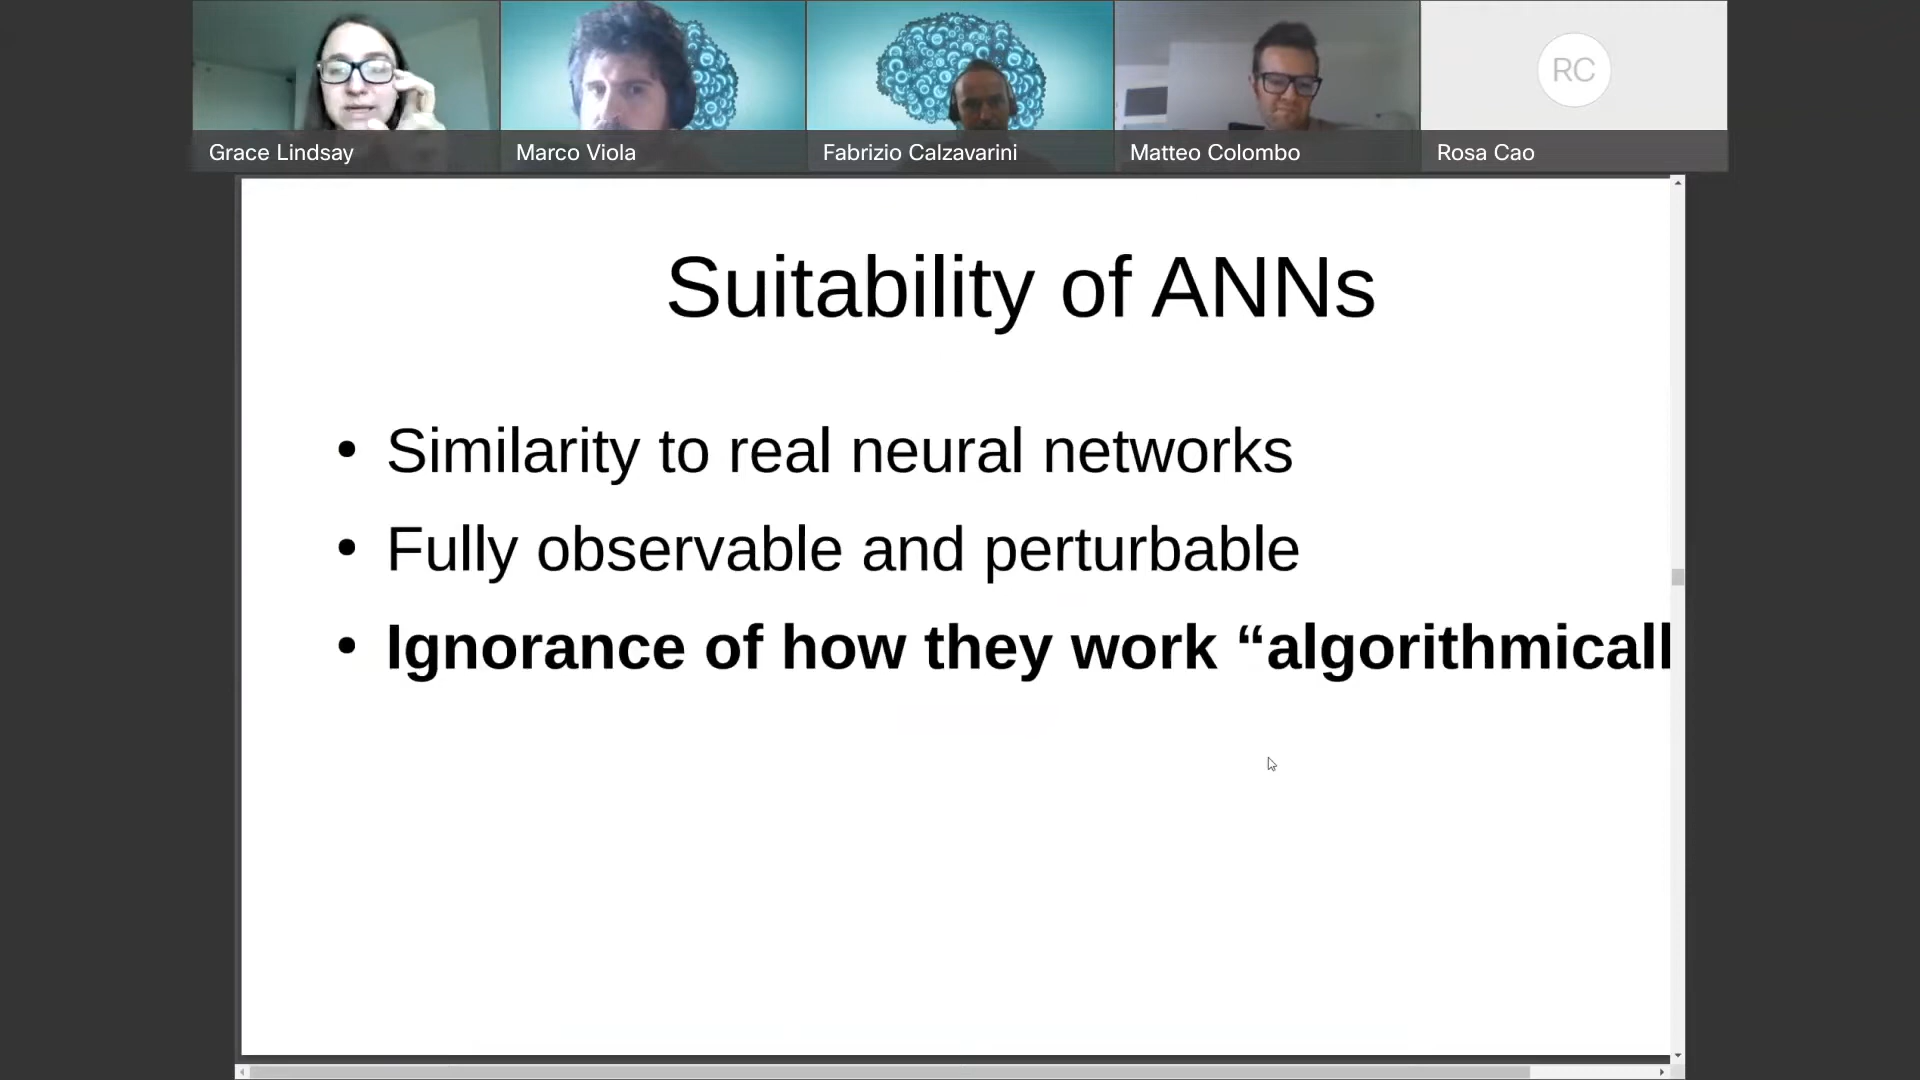 RC
Grace Lindsay
Marco Viola
Fabrizio Calzavarini
Matteo Colombo
Rosa Cao
Suitability of ANNs
• Similarity to real neural networks
• Fully observable and perturbable
• Ignorance of how they work “algorithmicall